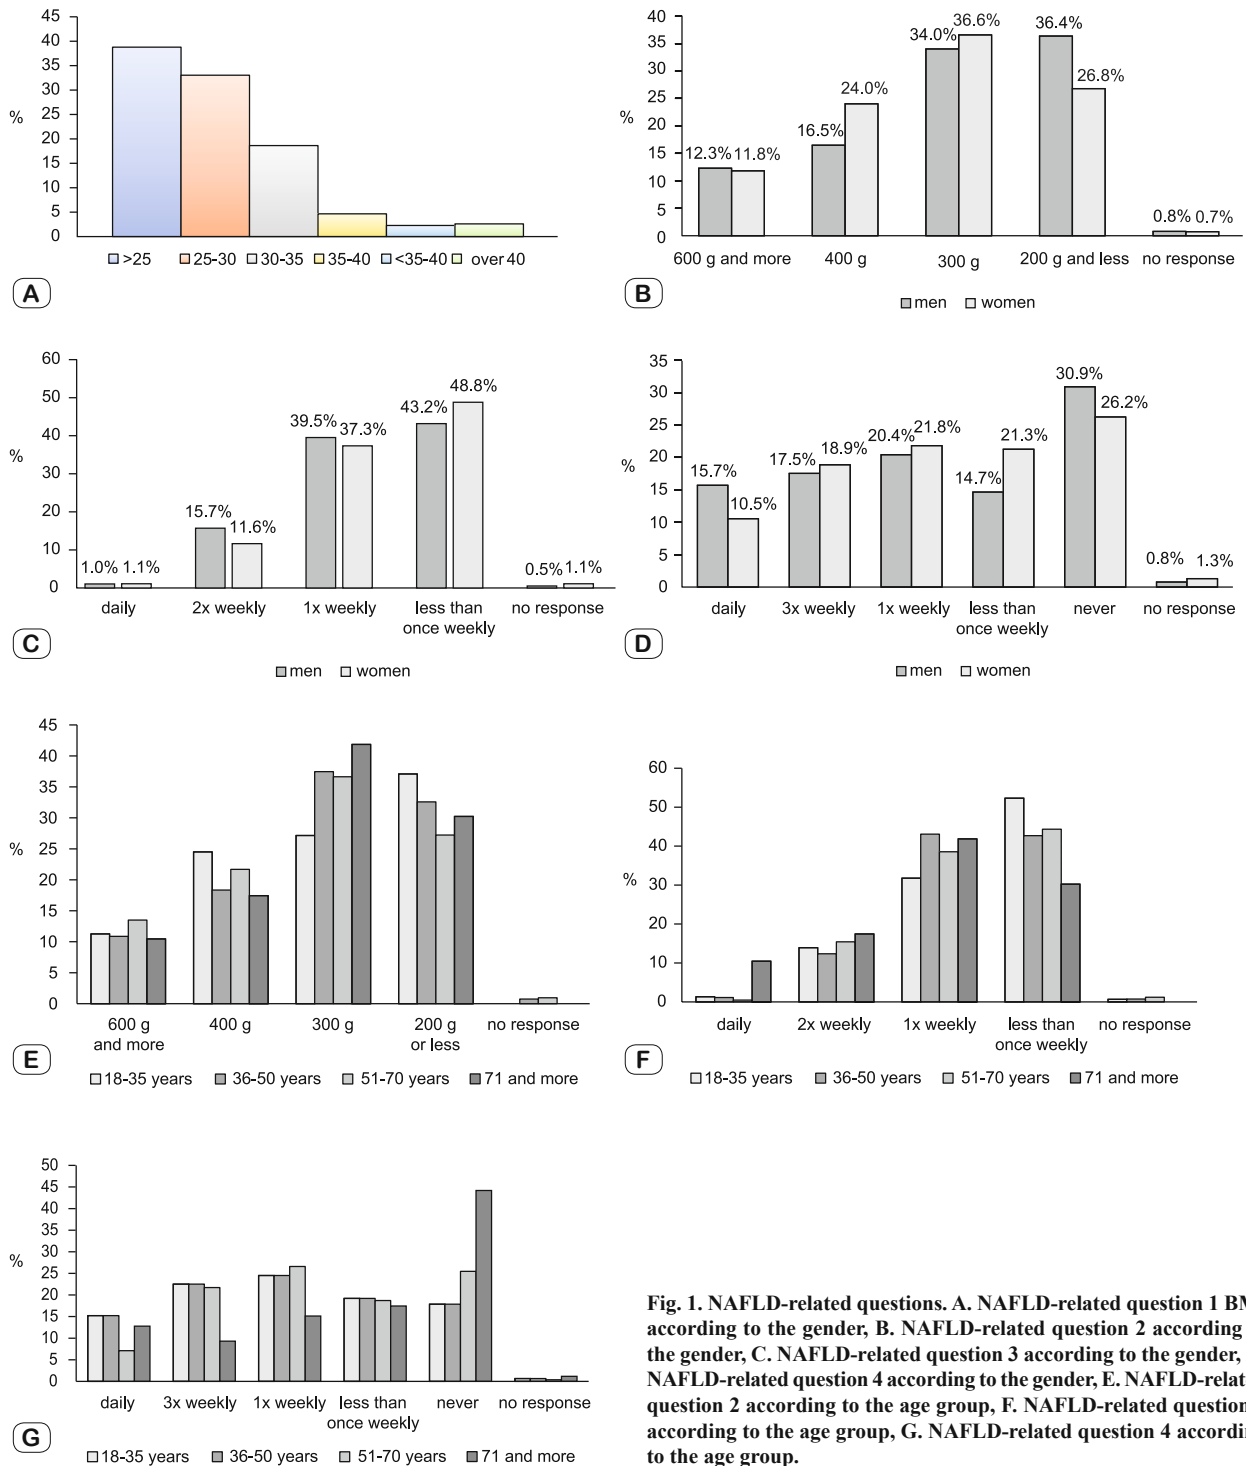 45
40
35
30
25
20
15
10
5
0
%
>25 25-30 30-35 35-40 <35-40 over 40
A
40
35
30
25
20
15
10
5
0
%
12.3% 11.8% 16.5% 24.0% 34.0% 36.6% 36.4% 26.8% 0.8% 0.7%
600 g and more 400 g 300 g 200 g and less no response
men women
B
60
50
40
30
20
10
0
%
1.0% 1.1% 15.7% 11.6% 39.5% 37.3% 43.2% 48.8% 0.5% 1.1%
daily 2x weekly 1x weekly less than no response
once weekly
men women
C
35
30
25
20
15
10
5
0
%
15.7% 10.5% 17.5% 18.9% 20.4% 21.8% 14.7% 21.3% 30.9% 26.2% 0.8% 1.3%
daily 3x weekly 1x weekly less than never no response
once weekly
men women
D
45
40
35
30
25
20
15
10
5
0
%
600 g 400 g 300 g 200 g no response
and more or less
18-35 years 36-50 years 51-70 years 71 and more
E
60
50
40
30
20
10
0
%
daily 2x weekly 1x weekly less than no response
once weekly
18-35 years 36-50 years 51-70 years 71 and more
F
50
45
40
35
30
25
20
15
10
5
0
%
daily 3x weekly 1x weekly less than never no response
once weekly
18-35 years 36-50 years 51-70 years 71 and more
G
Fig. 1. NAFLD-related questions. A. NAFLD-related question 1 BM
according to the gender, B. NAFLD-related question 2 according
the gender, C. NAFLD-related question 3 according to the gender,
NAFLD-related question 4 according to the gender, E. NAFLD-relat
question 2 according to the age group, F. NAFLD-related question
according to the age group, G. NAFLD-related question 4 accordi
to the age group.